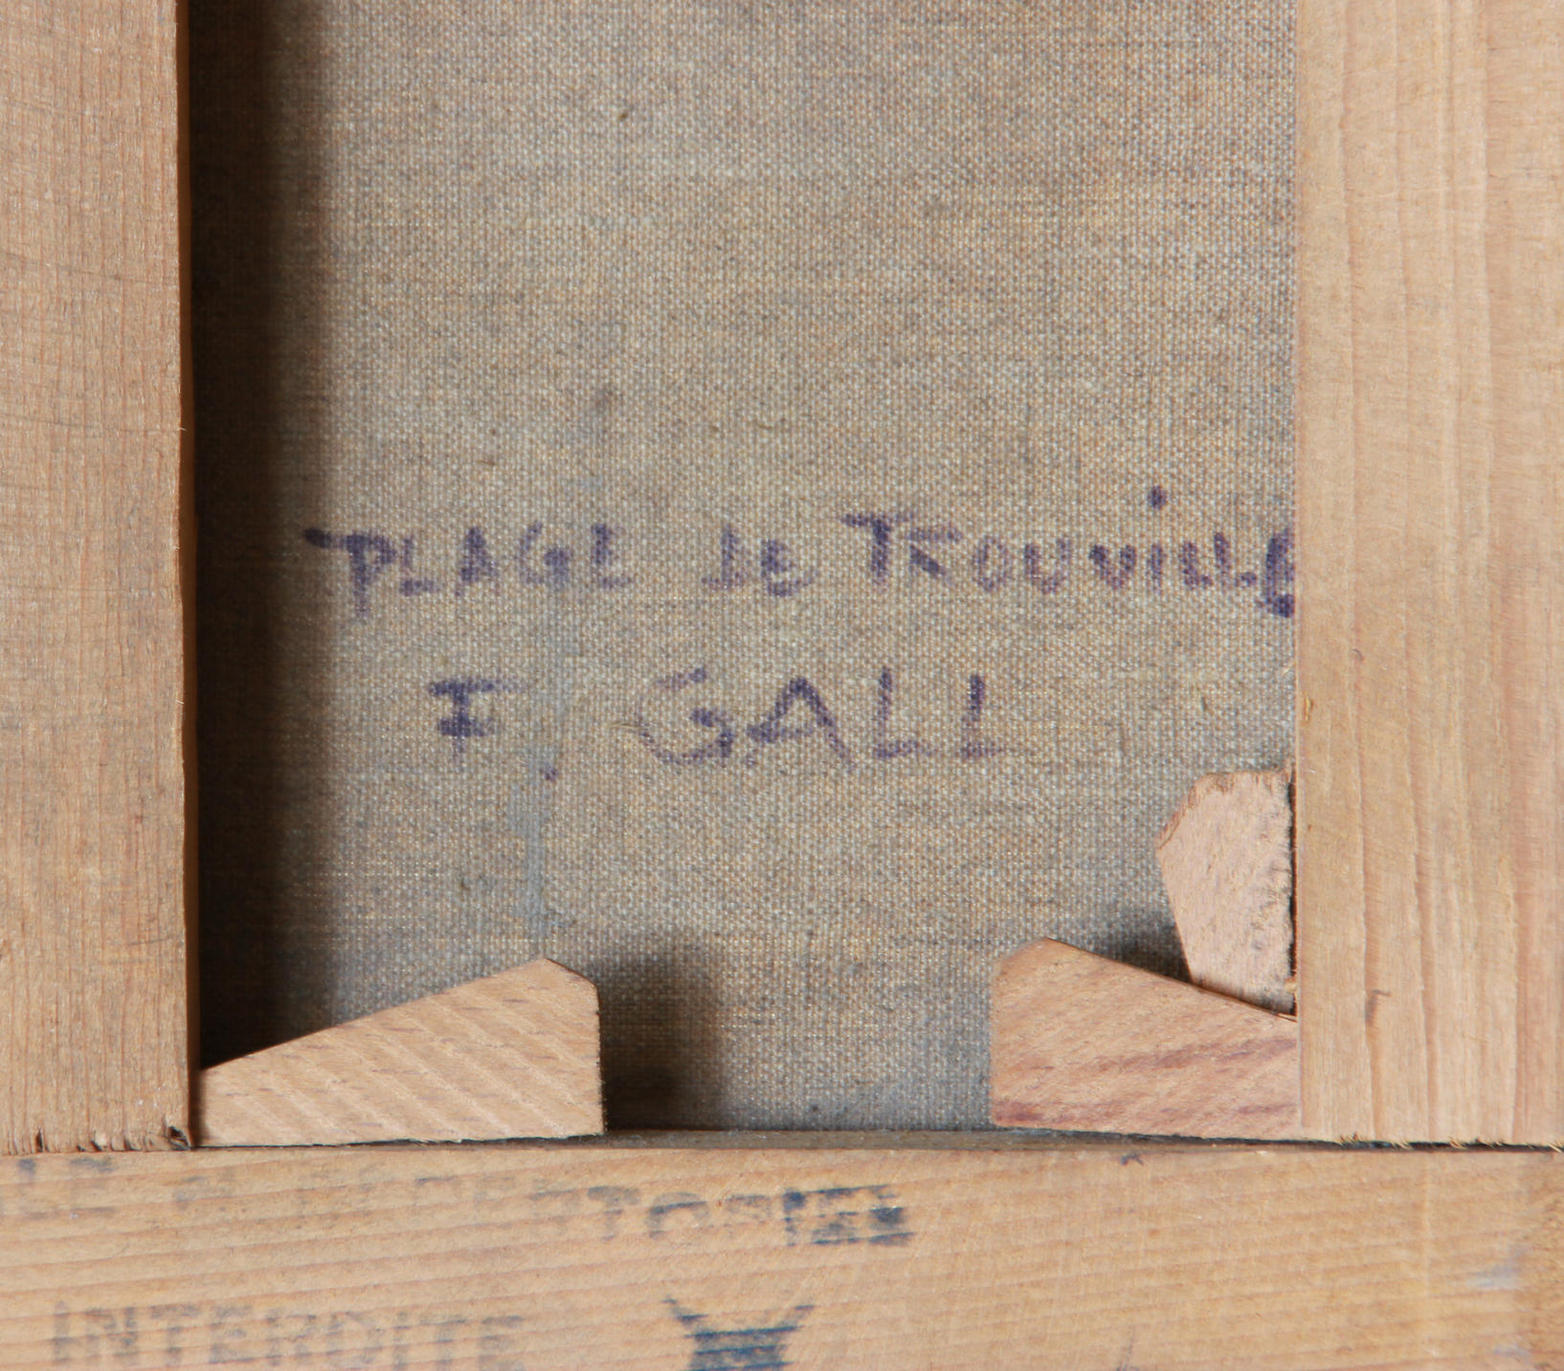 PLAGE de TROUViLLE
F. GALL
INTERDITE